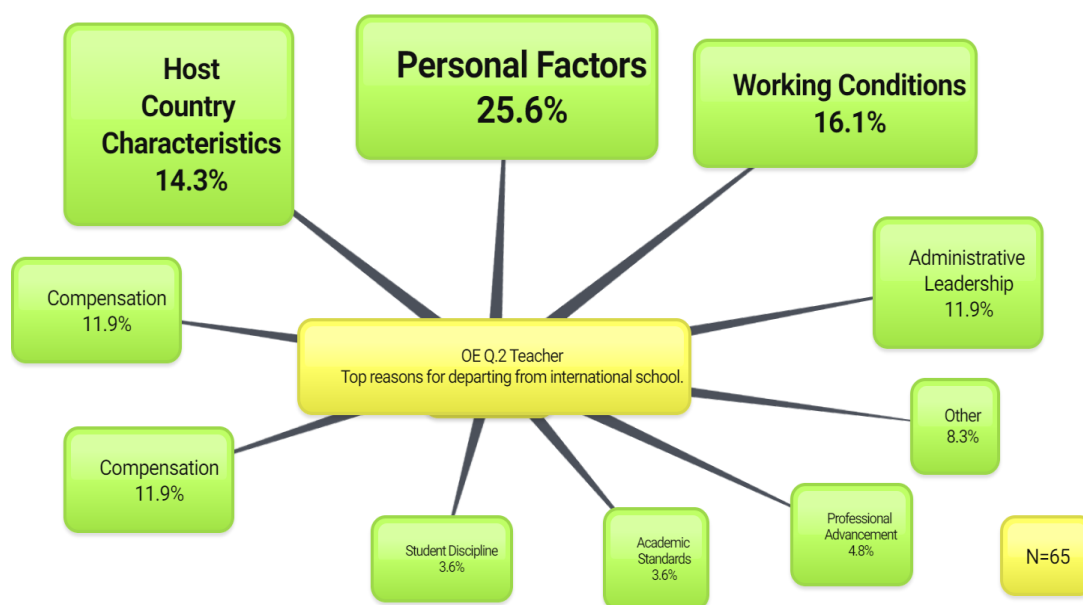 Host
Country
Characteristics
14.3%
Personal Factors
25.6%
Working Conditions
16.1%
Compensation
11.9%
Administrative
Leadership
11.9%
OE Q.2 Teacher
Top reasons for departing from international school.
Other
8.3%
Compensation
11.9%
Student Discipline
3.6%
Academic
Standards
3.6%
Professional
Advancement
4.8%
N=65